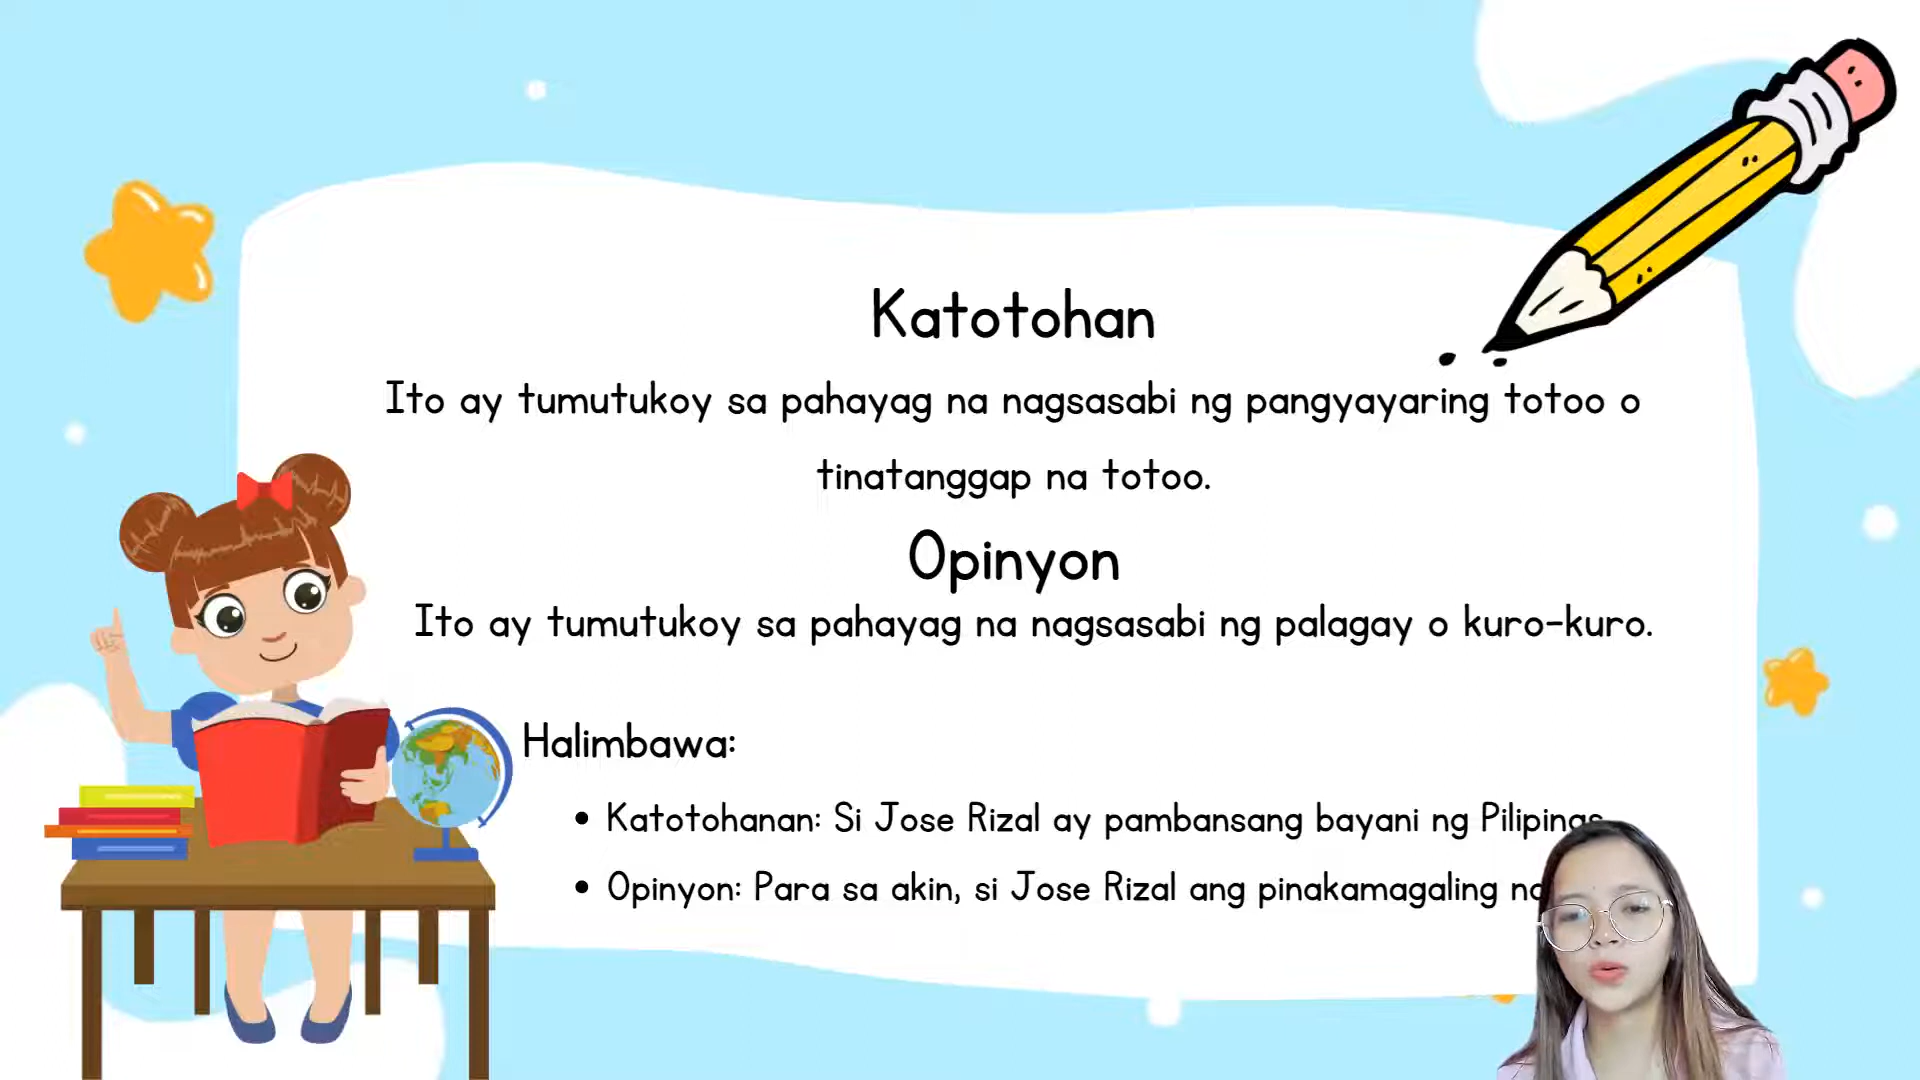 Katotohan
Ito ay tumutukoy sa pahayag na nagsasabi ng pangyayaring totoo o
tinatanggap na totoo.
Opinyon
Ito ay tumutukoy sa pahayag na nagsasabi ng palagay o kuro-kuro.
Halimbawa:
• Katotohanan: Si Jose Rizal ay pambansang bayani ng Pilipinas
• Opinyon: Para sa akin, si Jose Rizal ang pinakamagaling na